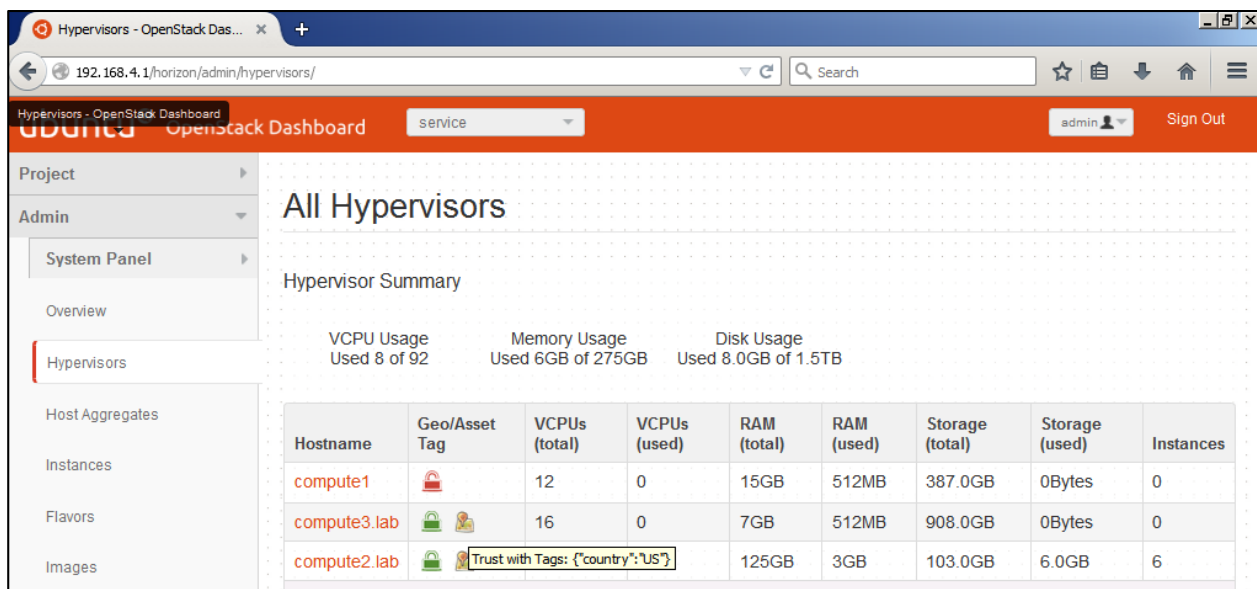 Hypervisors - OpenStack Das...
192.168.4.1/horizon/admin/hypervisors/
Search
Hypervisors - OpenStack Dashboard
ubuntu OpenStack Dashboard
service
admin
Sign Out
Project
Admin
System Panel
Overview
Hypervisors
Host Aggregates
Instances
Flavors
Images
All Hypervisors
Hypervisor Summary
VCPU Usage Memory Usage Disk Usage
Used 8 of 92 Used 6GB of 275GB Used 8.0GB of 1.5TB
Geo/Asset VCPUs VCPUs RAM RAM Storage Storage
Hostname Tag (total) (used) (total) (used) (total) (used) Instances
compute1 12 0 15GB 512MB 387.0GB 0Bytes 0
compute3.lab 16 0 7GB 512MB 908.0GB 0Bytes 0
Trust with Tags: {"country":"US"}
compute2.lab 125GB 3GB 103.0GB 6.0GB 6